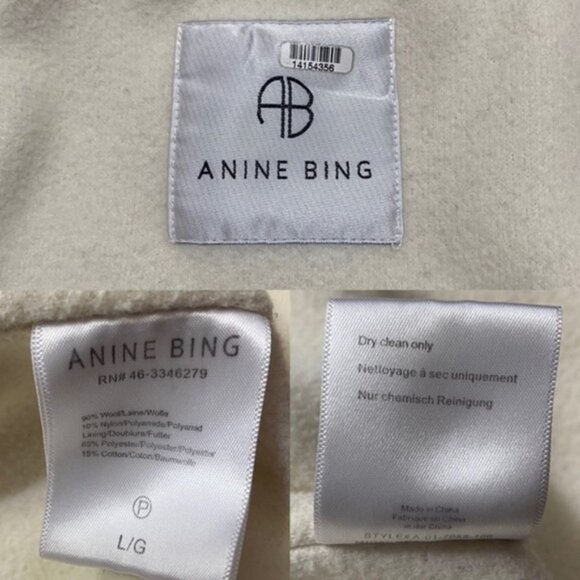 14154356
AB
ANINE BING
ANINE BING
RN# 46-3346279
90% Wool/Laine/Wolle
10% Nylon/Polyamide/Polyamid
Lining/Doublure/Futter
65% Polyester/Polyester/Polyester
15% Cotton/Coton/Baumwolle
P
L/G
Dry clean only
Nettoyage à sec uniquement
Nur chemisch Reinigung
Made in China
Fabriqué en Chine
in der China